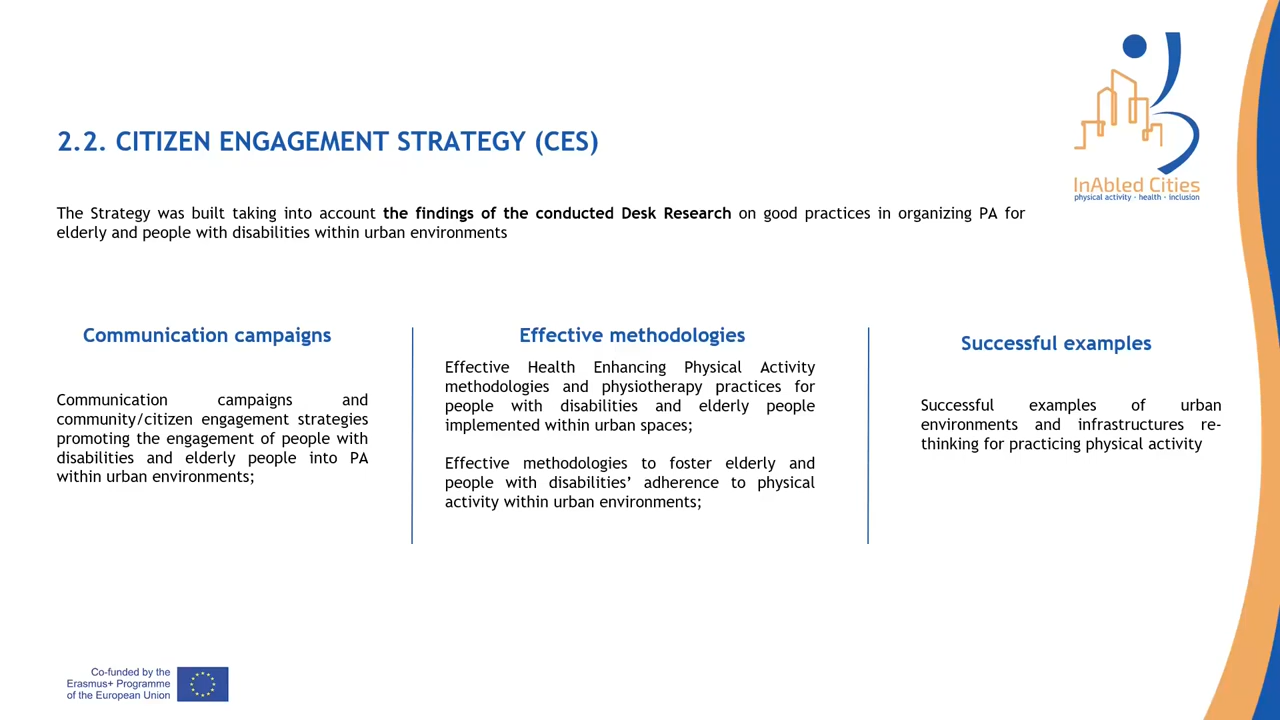 InAbled Cities
physical activity - health - inclusion
2.2. CITIZEN ENGAGEMENT STRATEGY (CES)
The Strategy was built taking into account the findings of the conducted Desk Research on good practices in organizing PA for
elderly and people with disabilities within urban environments
Communication campaigns
Communication campaigns and
community/citizen engagement strategies
promoting the engagement of people with
disabilities and elderly people into PA
within urban environments;
Effective methodologies
Effective Health Enhancing Physical Activity
methodologies and physiotherapy practices for
people with disabilities and elderly people
implemented within urban spaces;
Effective methodologies to foster elderly and
people with disabilities’ adherence to physical
activity within urban environments;
Successful examples
Successful examples of urban
environments and infrastructures re-
thinking for practicing physical activity
Co-funded by the
Erasmus+ Programme
of the European Union